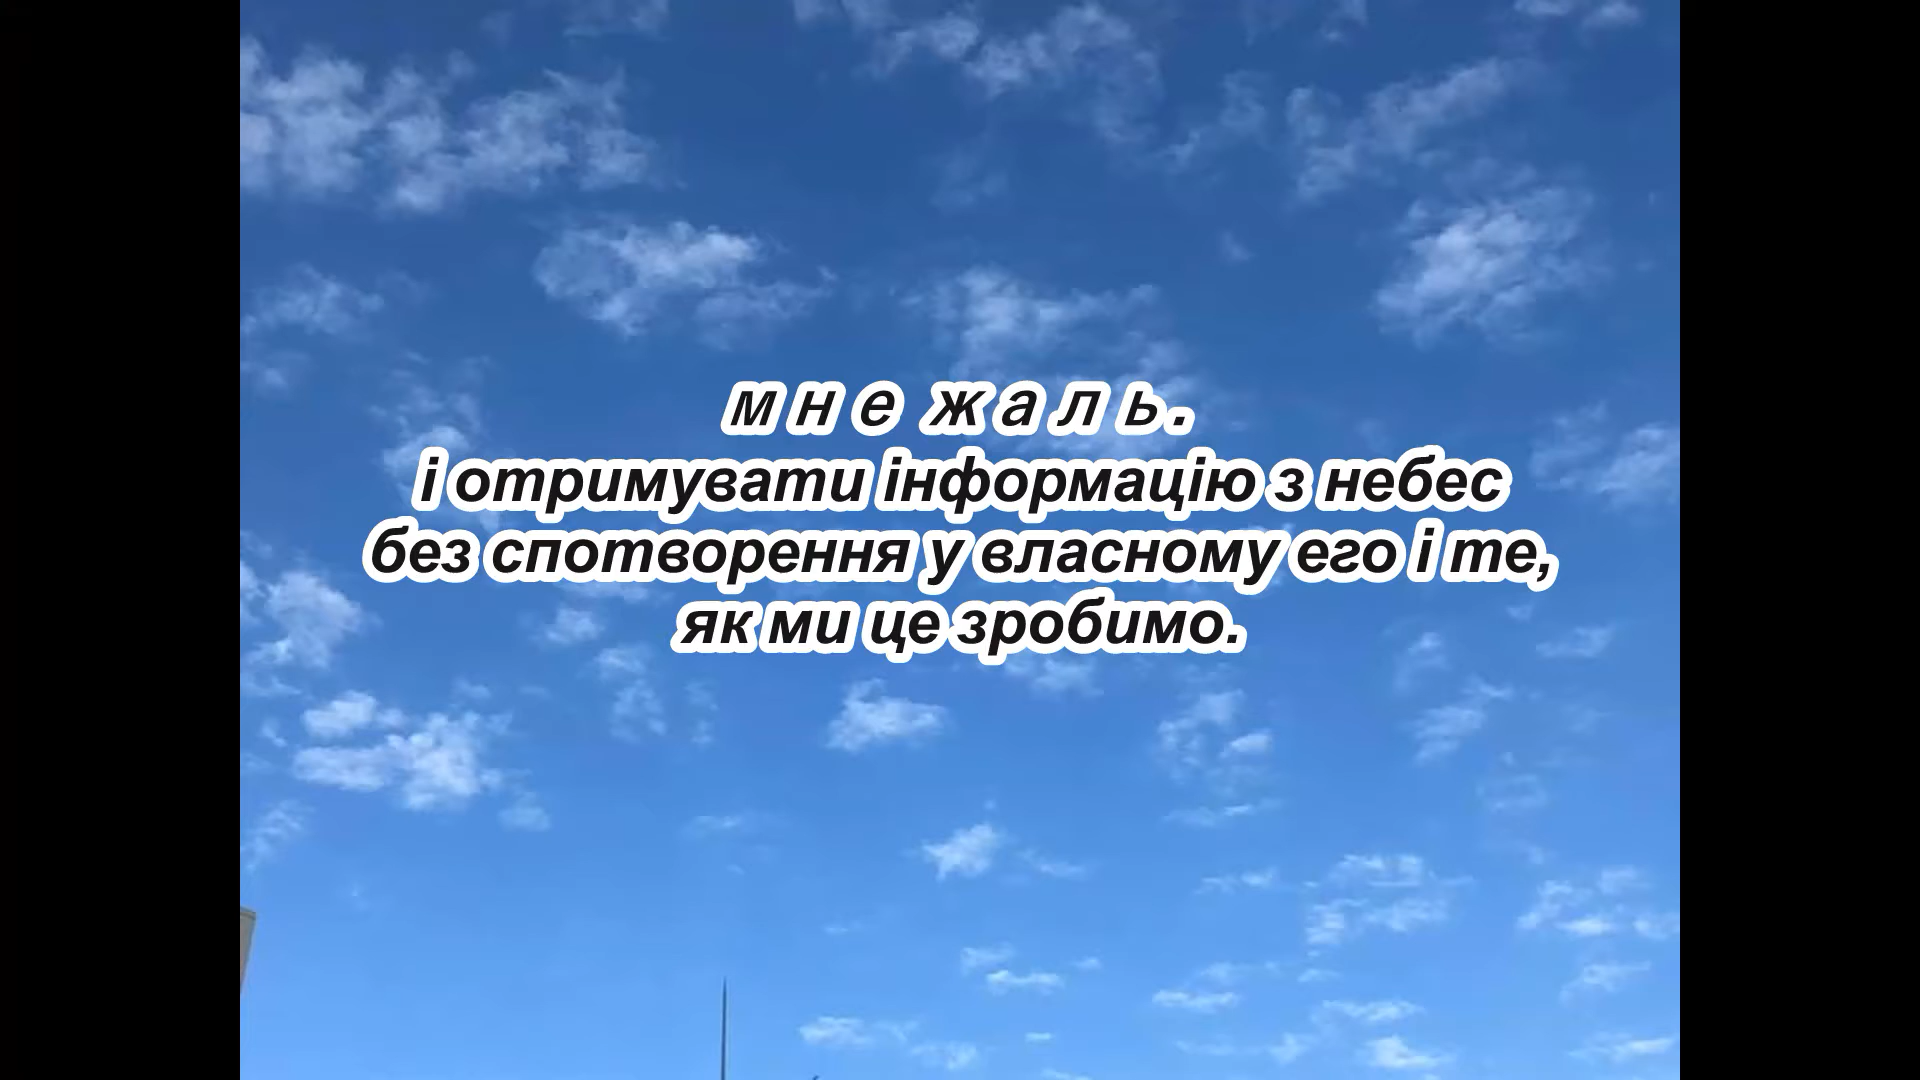 м н е ж а л ь.
і отримувати інформацію з небес
без спотворення у власному его і те,
як ми це зробимо.